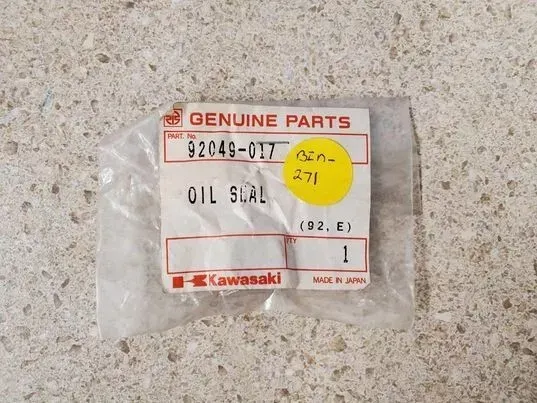 GENUINE PARTS
PART. No.
92049-017
BIN-
271
OIL SEAL
(92, E)
1
Kawasaki
MADE IN JAPAN